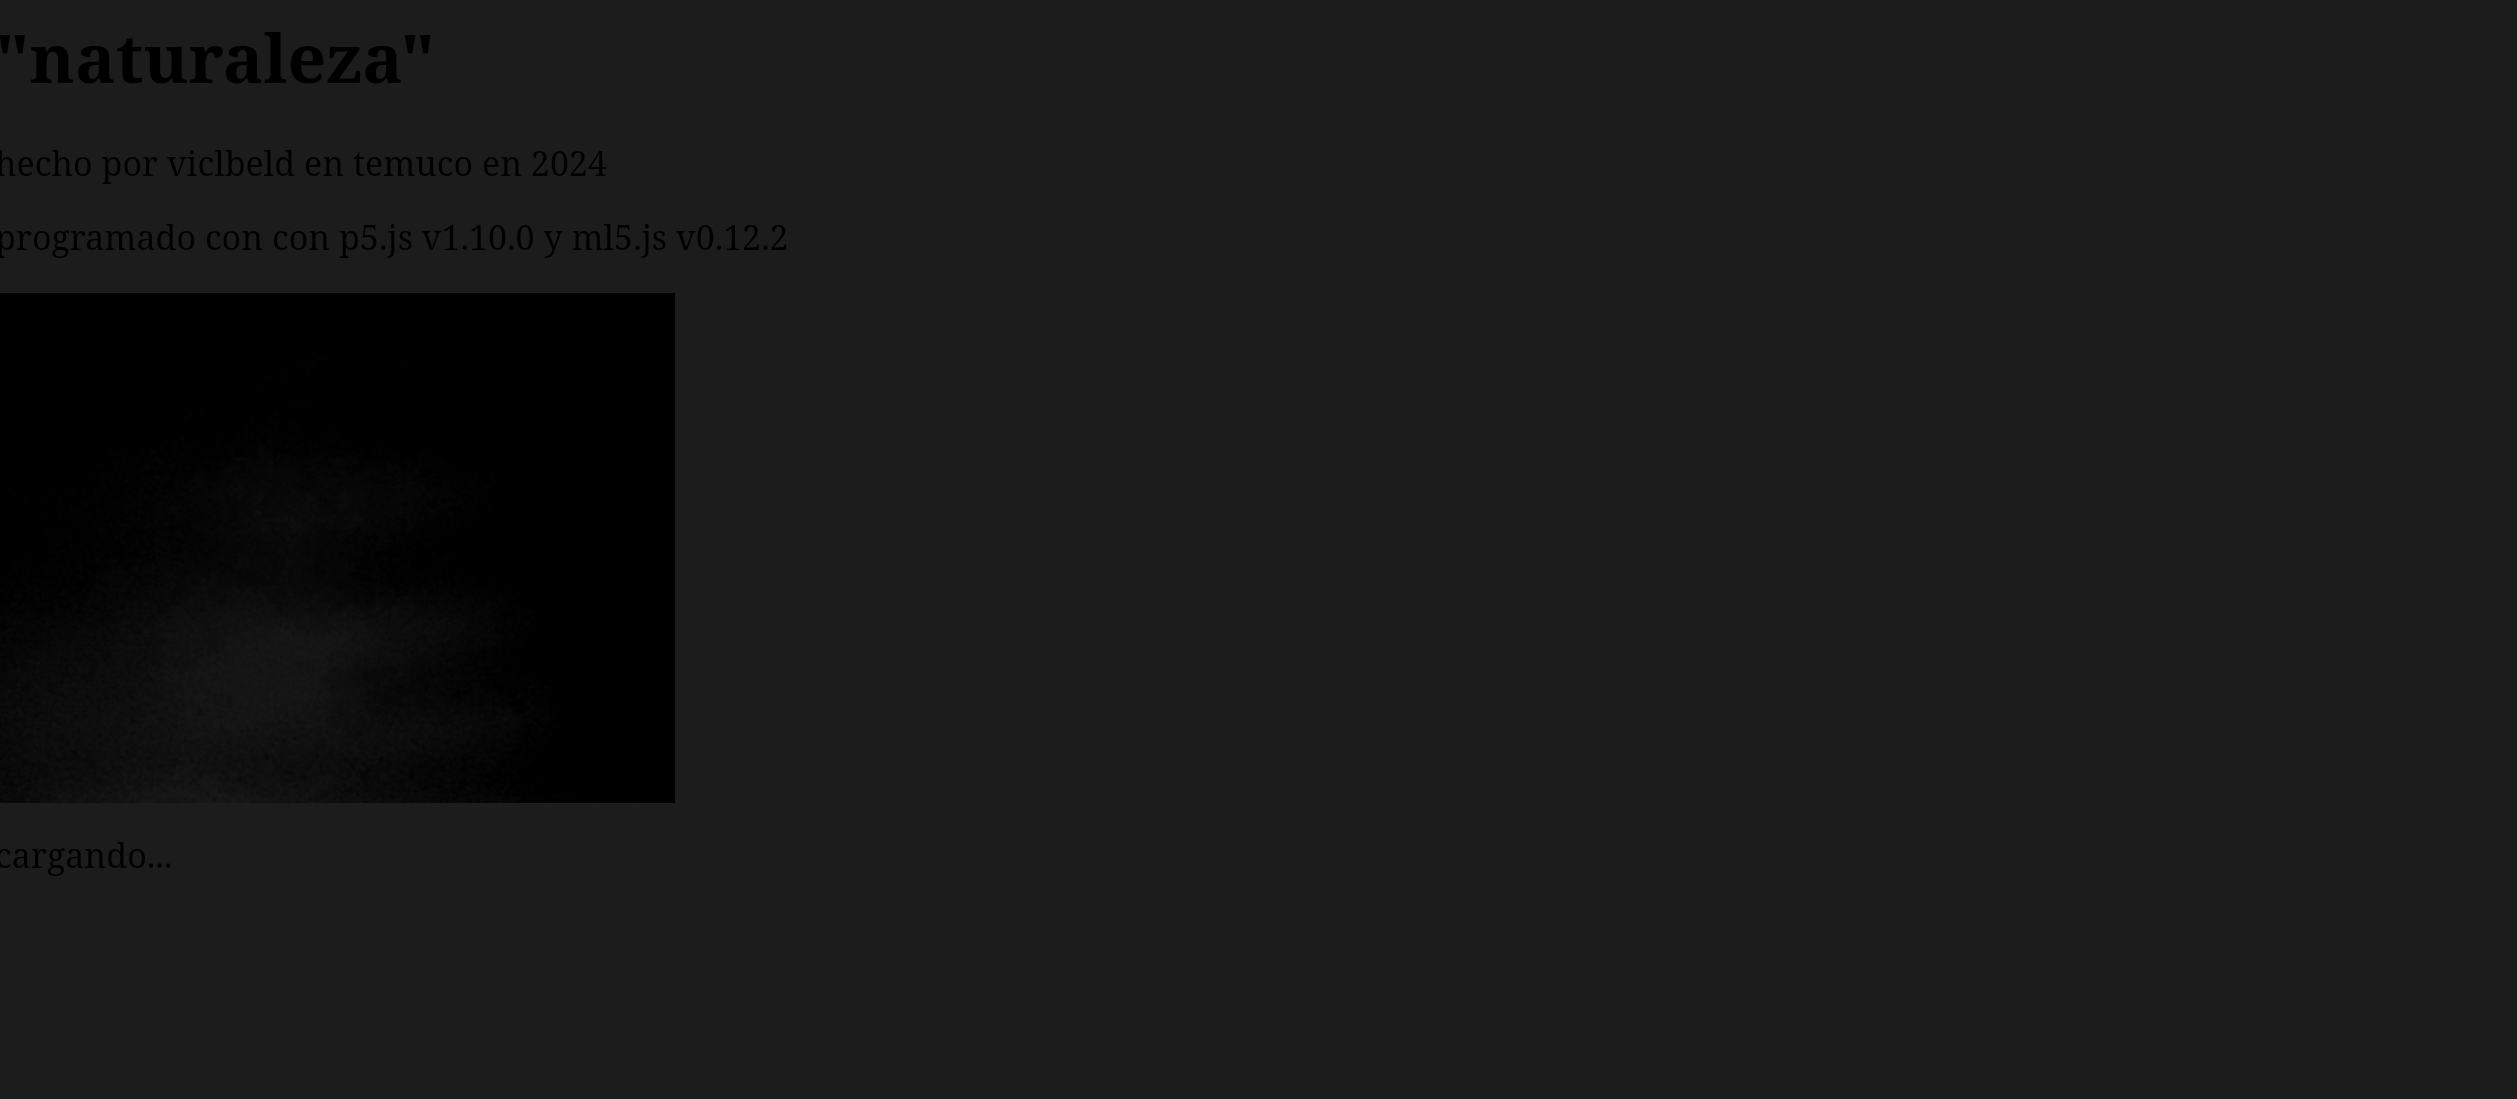 "naturaleza"
hecho por viclbeld en temuco en 2024
programado con con p5.js v1.10.0 y ml5.js v0.12.2
cargando...